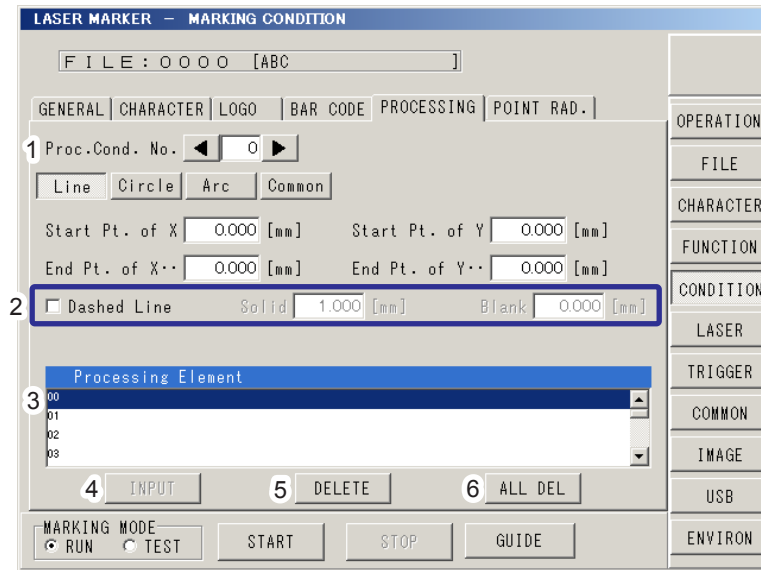 LASER MARKER － MARKING CONDITION
ＦＩＬＥ：００００ [ABC ]
GENERAL CHARACTER LOGO BAR CODE PROCESSING POINT RAD.
1 Proc.Cond. No. ◀ 0 ▶
Line Circle Arc Common
Start Pt. of X 0.000 [mm] Start Pt. of Y 0.000 [mm]
End Pt. of X·· 0.000 [mm] End Pt. of Y·· 0.000 [mm]
2 Dashed Line Solid 1.000 [mm] Blank 0.000 [mm]
Processing Element
3 00
01
02
03
4 INPUT 5 DELETE 6 ALL DEL
MARKING MODE
RUN TEST START STOP GUIDE
OPERATION
FILE
CHARACTER
FUNCTION
CONDITION
LASER
TRIGGER
COMMON
IMAGE
USB
ENVIRON